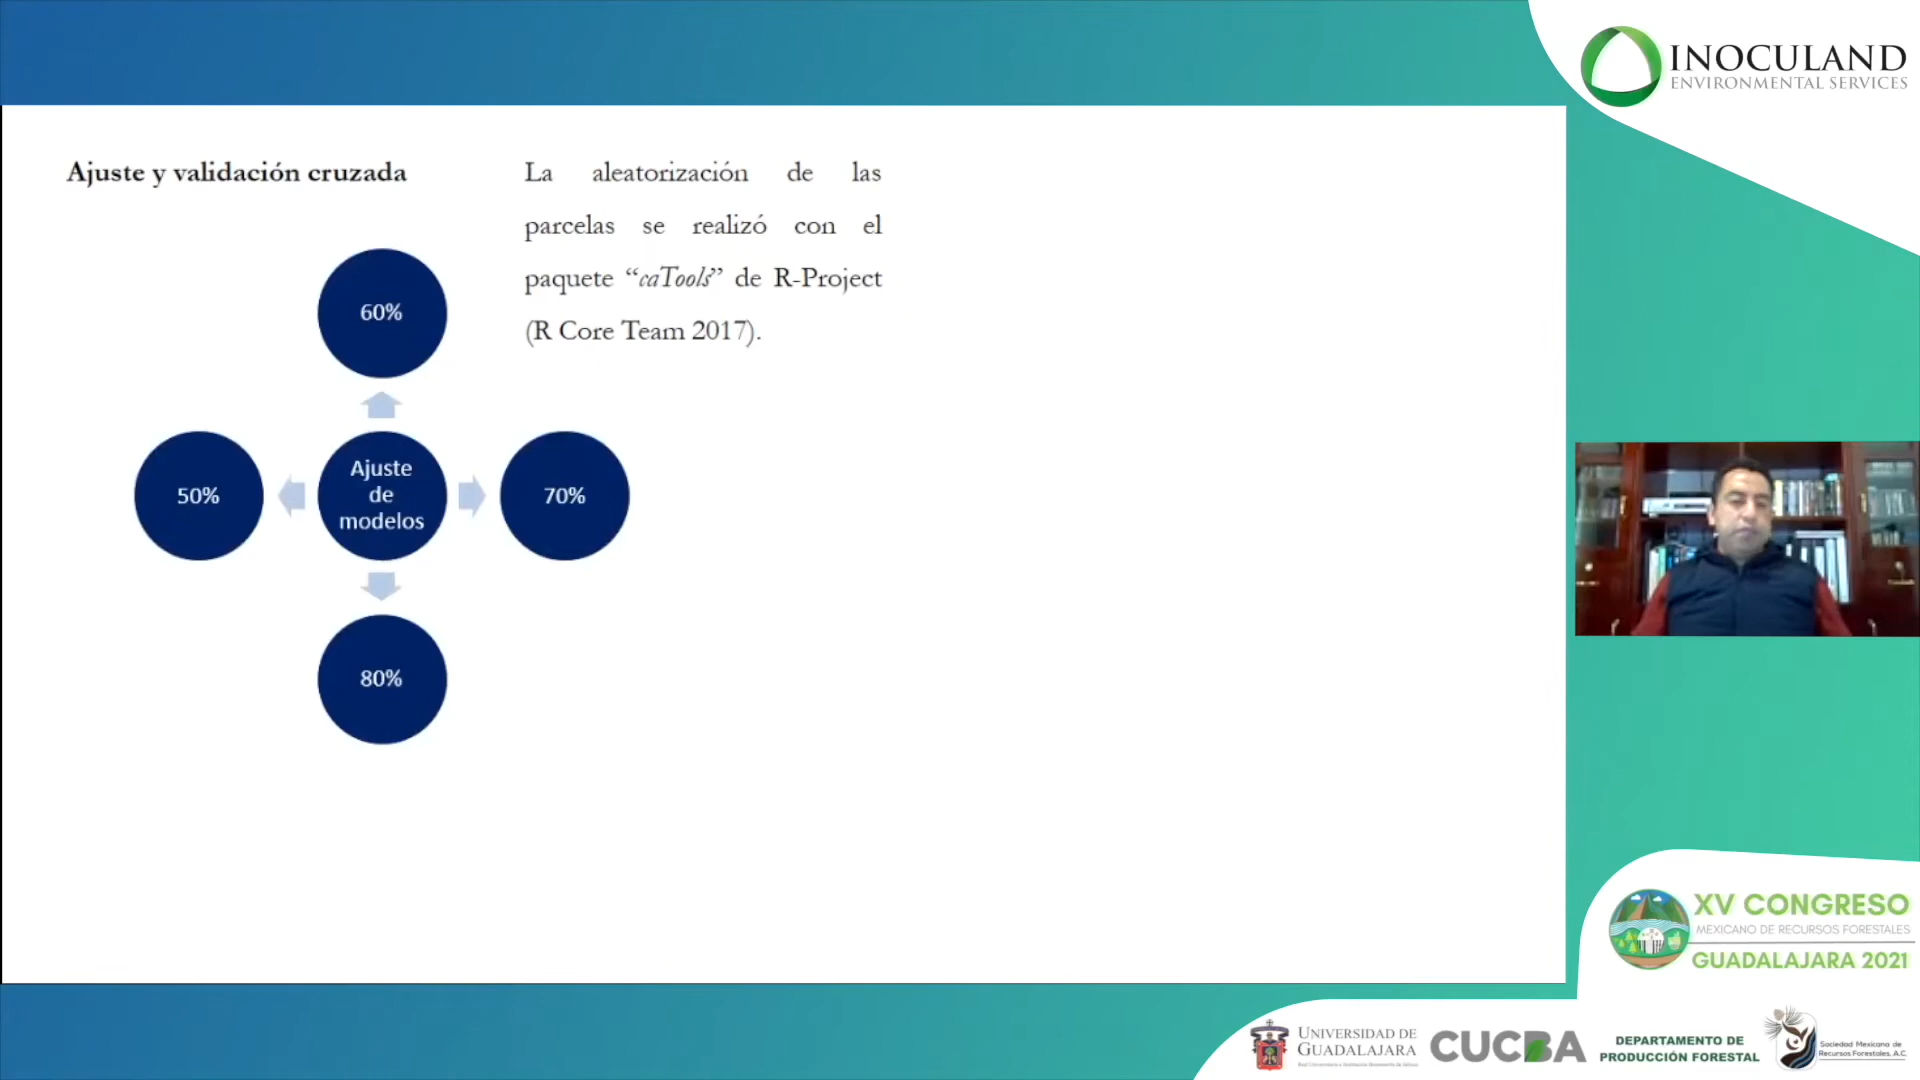 INOCULAND
ENVIRONMENTAL SERVICES
Ajuste y validación cruzada
La aleatorización de las
parcelas se realizó con el
paquete “caTools” de R-Project
(R Core Team 2017).
60%
50%
Ajuste
de
modelos
70%
80%
XV CONGRESO
MEXICANO DE RECURSOS FORESTALES
GUADALAJARA 2021
UNIVERSIDAD DE
GUADALAJARA
CUCBA
DEPARTAMENTO DE
PRODUCCIÓN FORESTAL
Sociedad Mexicana de
Recursos Forestales, A.C.